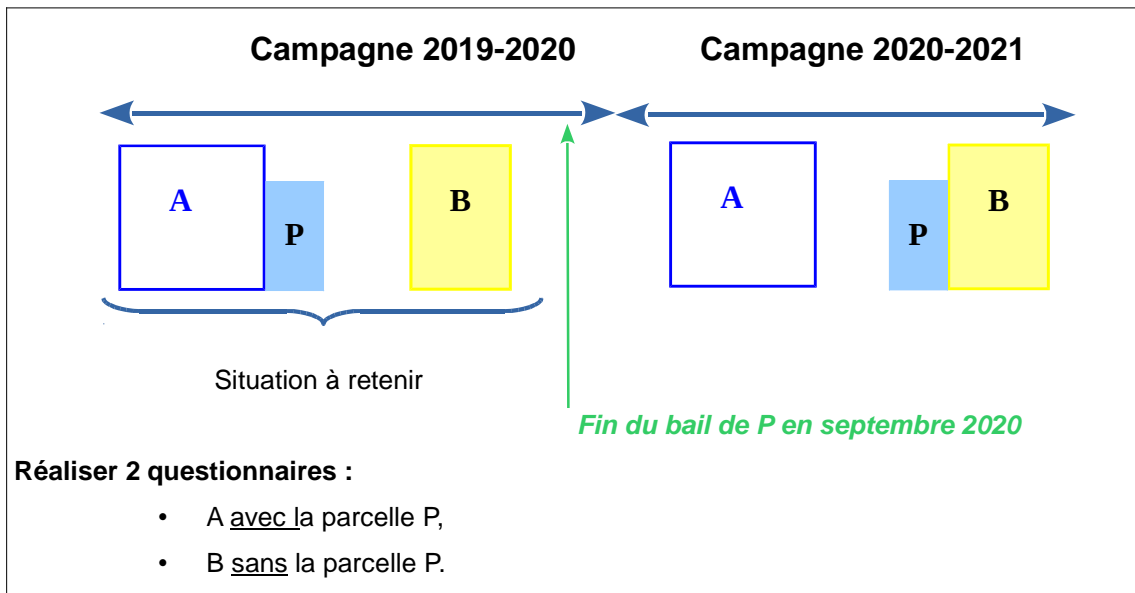 Campagne 2019-2020 Campagne 2020-2021
A P B A P B
Situation à retenir
Fin du bail de P en septembre 2020
Réaliser 2 questionnaires :
• A avec la parcelle P,
• B sans la parcelle P.